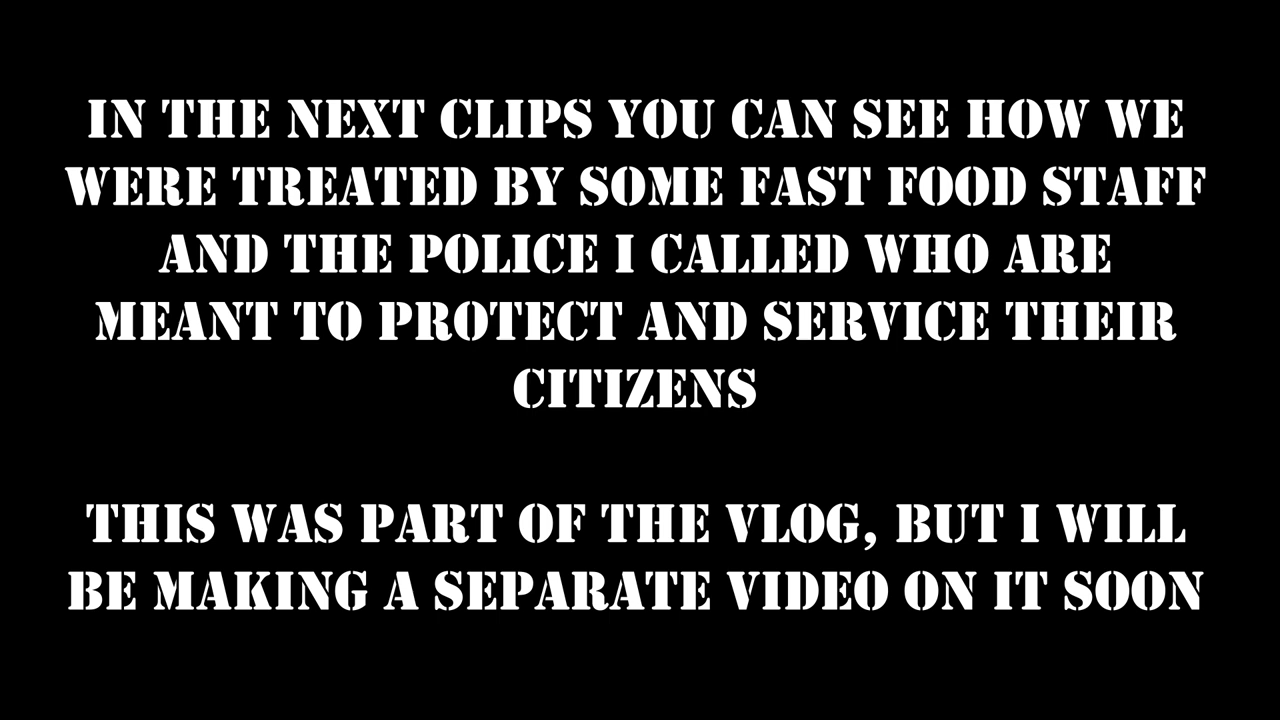 IN THE NEXT CLIPS YOU CAN SEE HOW WE
WERE TREATED BY SOME FAST FOOD STAFF
AND THE POLICE I CALLED WHO ARE
MEANT TO PROTECT AND SERVICE THEIR
CITIZENS
THIS WAS PART OF THE VLOG, BUT I WILL
BE MAKING A SEPARATE VIDEO ON IT SOON